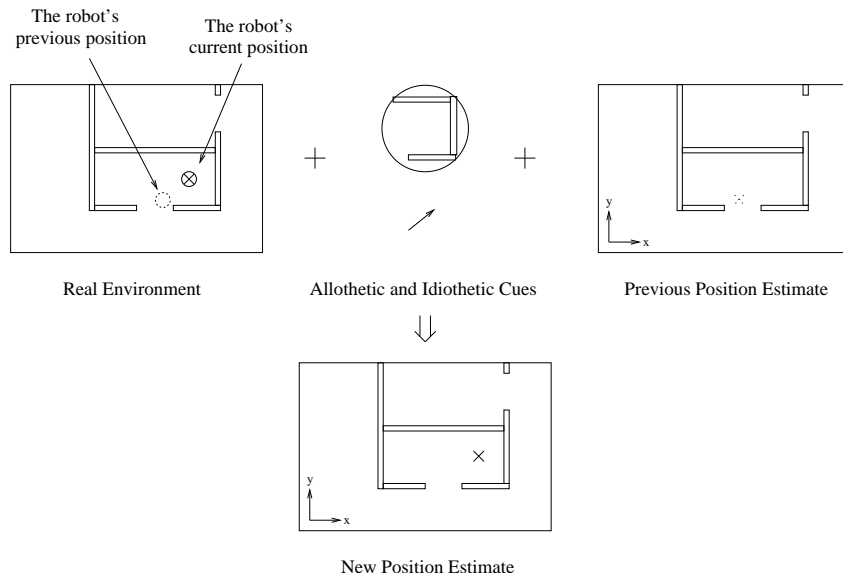 The robot's
previous position
The robot's
current position
y
x
Real Environment
Allothetic and Idiothetic Cues
Previous Position Estimate
y
x
New Position Estimate